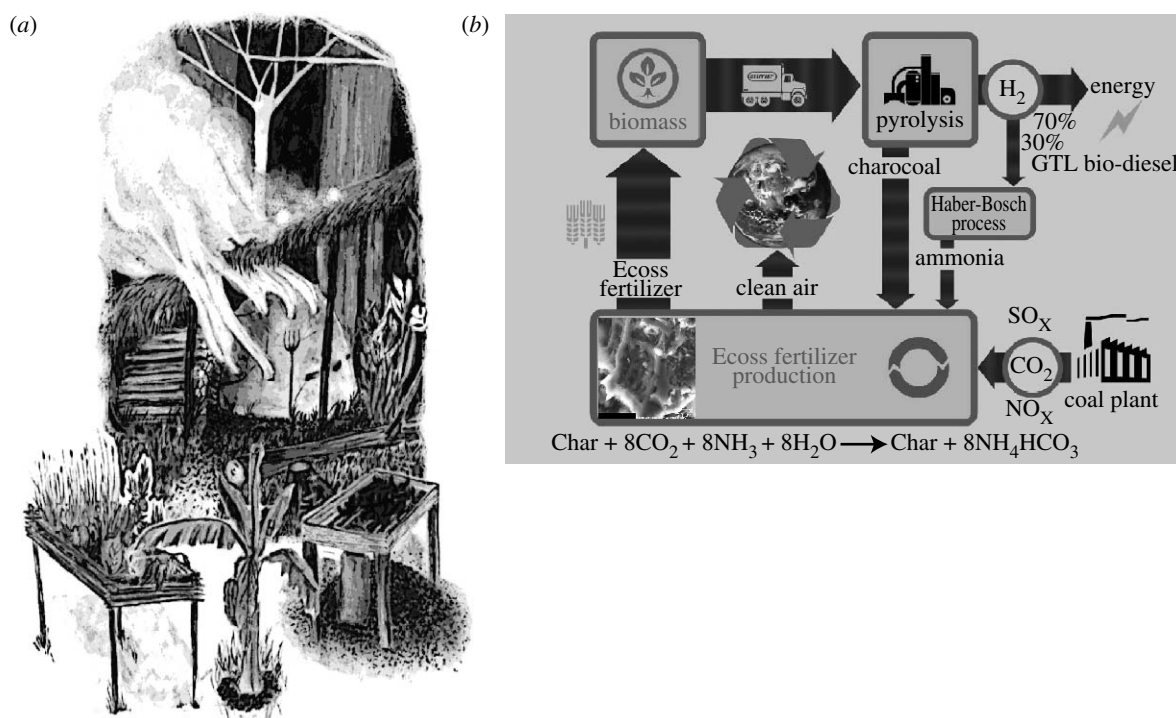 (a)
(b)
biomass
pyrolysis
H2
energy
70%
30%
GTL bio-diesel
charocoal
Haber-Bosch
process
ammonia
Ecoss
fertilizer
clean air
Ecoss fertilizer
production
SOX
CO2
NOX
coal plant
Char + 8CO2 + 8NH3 + 8H2O → Char + 8NH4HCO3